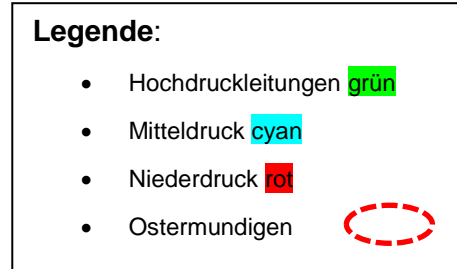 Legende:
• Hochdruckleitungen grün
• Mitteldruck cyan
• Niederdruck rot
• Ostermundigen